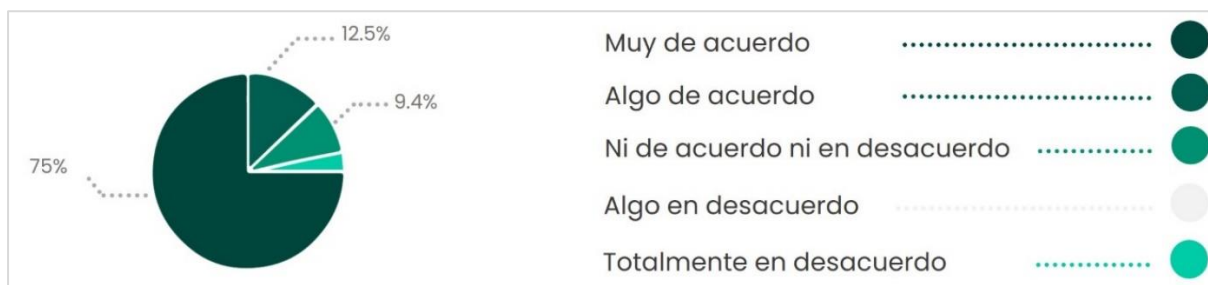 12.5%
9.4%
75%
Muy de acuerdo
Algo de acuerdo
Ni de acuerdo ni en desacuerdo
Algo en desacuerdo
Totalmente en desacuerdo